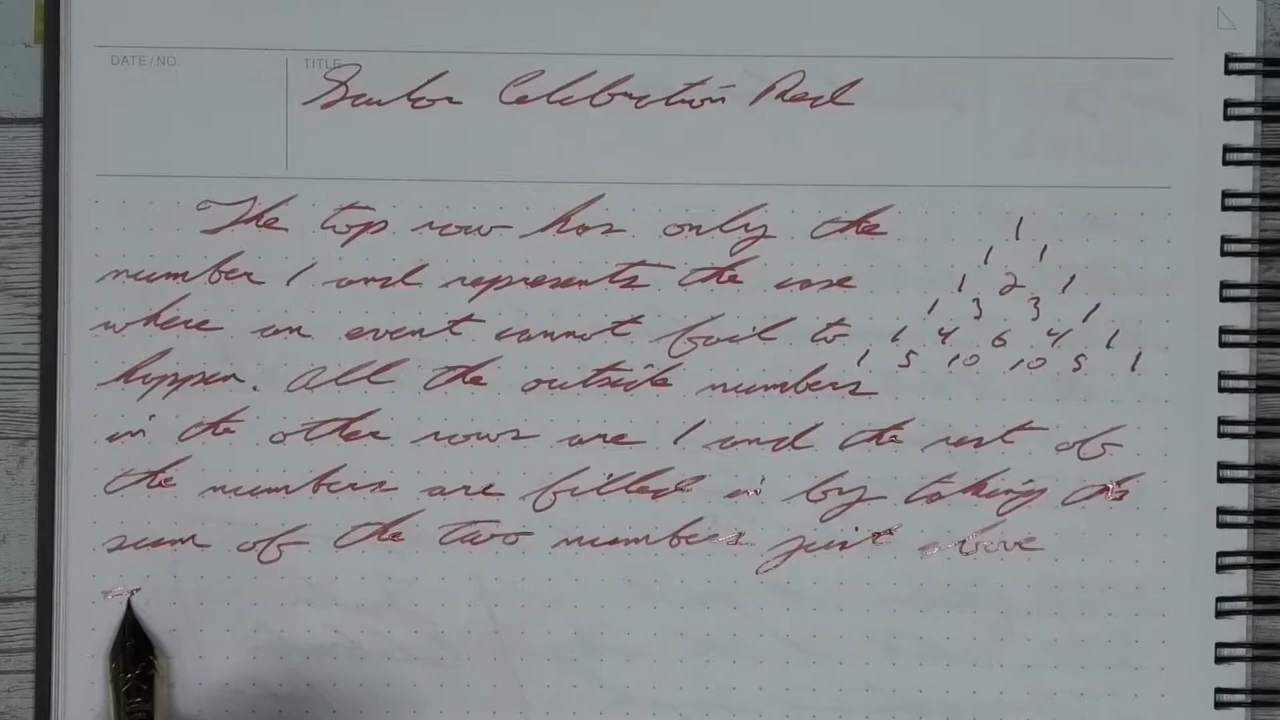 DATE/NO.
TITLE
Sailor Celebration Red
The top row has only the
number 1 and represents the case
where an event cannot fail to
happen. All the outside numbers
in the other rows are 1 and the rest of
the numbers are filled in by taking the
sum of the two numbers just above
1
1 1
1 2 1
1 3 3 1
1 4 6 4 1
1 5 10 10 5 1